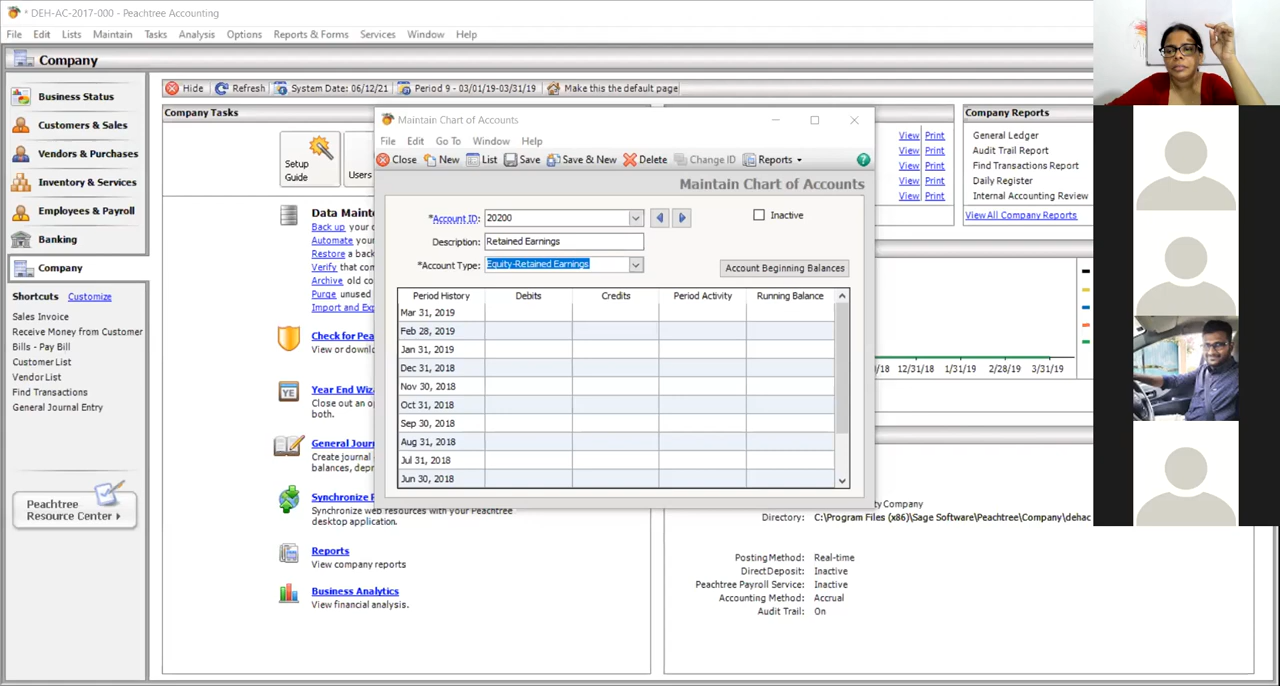 * DEH-AC-2017-000 - Peachtree Accounting
File Edit Lists Maintain Tasks Analysis Options Reports & Forms Services Window Help
Company
Business Status
Customers & Sales
Vendors & Purchases
Inventory & Services
Employees & Payroll
Banking
Company
Shortcuts Customize
Sales Invoice
Receive Money from Customer
Bills - Pay Bill
Customer List
Vendor List
Find Transactions
General Journal Entry
Peachtree
Resource Center
Hide Refresh System Date: 06/12/21 Period 9 - 03/01/19-03/31/19 Make this the default page
Company Tasks
Setup
Guide
Users
Data Maint
Back up your
Automate your
Restore a back
Verify that com
Archive old co
Purge unused
Import and Exp
Check for Pea
View or downlo
Year End Wiz
Close out an op
both.
General Jour
Create journal
balances, depr
Synchronize P
Synchronize web resources with your Peachtree
desktop application.
Reports
View company reports
Business Analytics
View financial analysis.
Maintain Chart of Accounts
File Edit Go To Window Help
Close New List Save Save & New Delete Change ID Reports
Maintain Chart of Accounts
*Account ID: 20200
Inactive
Description: Retained Earnings
*Account Type: Equity-Retained Earnings
Account Beginning Balances
Period History Debits Credits Period Activity Running Balance
Mar 31, 2019
Feb 28, 2019
Jan 31, 2019
Dec 31, 2018
Nov 30, 2018
Oct 31, 2018
Sep 30, 2018
Aug 31, 2018
Jul 31, 2018
Jun 30, 2018
View Print
View Print
View Print
View Print
View Print
Company Reports
General Ledger
Audit Trail Report
Find Transactions Report
Daily Register
Internal Accounting Review
View All Company Reports
/18 12/31/18 1/31/19 2/28/19 3/31/19
ty Company
Directory: C:\Program Files (x86)\Sage Software\Peachtree\Company\dehac
Posting Method: Real-time
Direct Deposit: Inactive
Peachtree Payroll Service: Inactive
Accounting Method: Accrual
Audit Trail: On